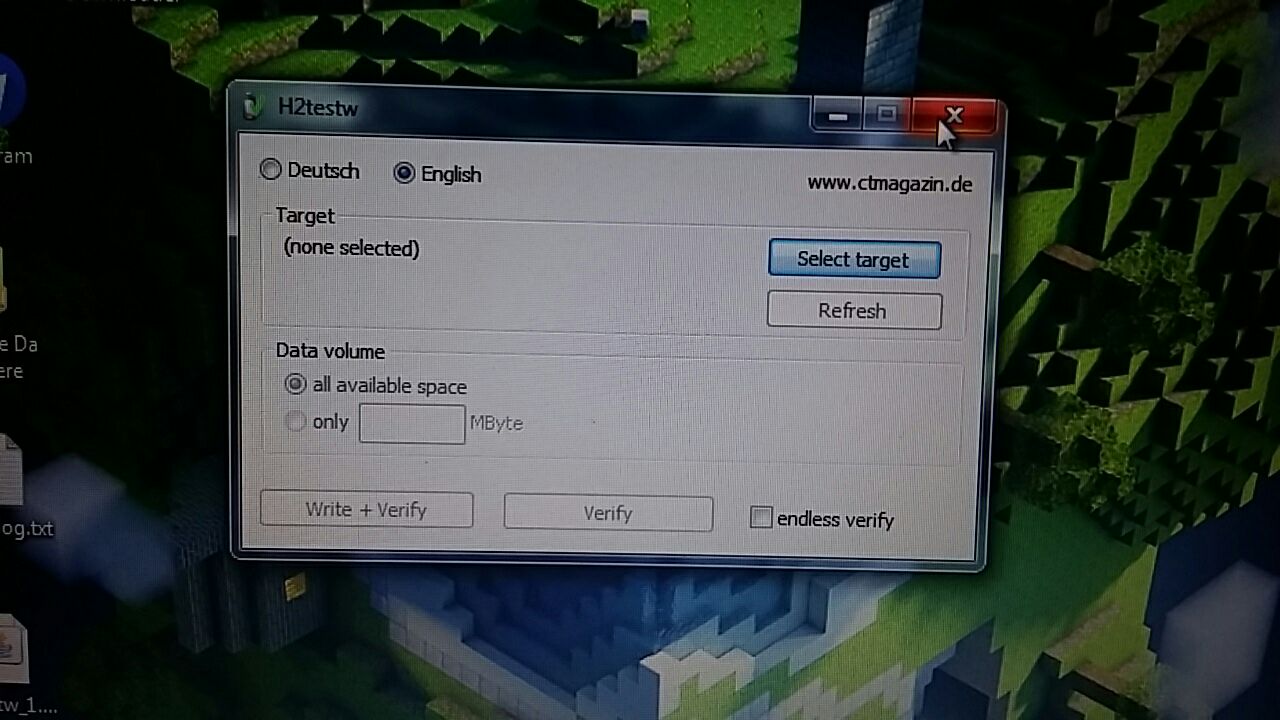 H2testw
Deutsch
English
www.ctmagazin.de
Target
(none selected)
Select target
Refresh
Data volume
all available space
only
MByte
Write + Verify
Verify
endless verify
ram
e Da
ere
og.txt
tw_1....